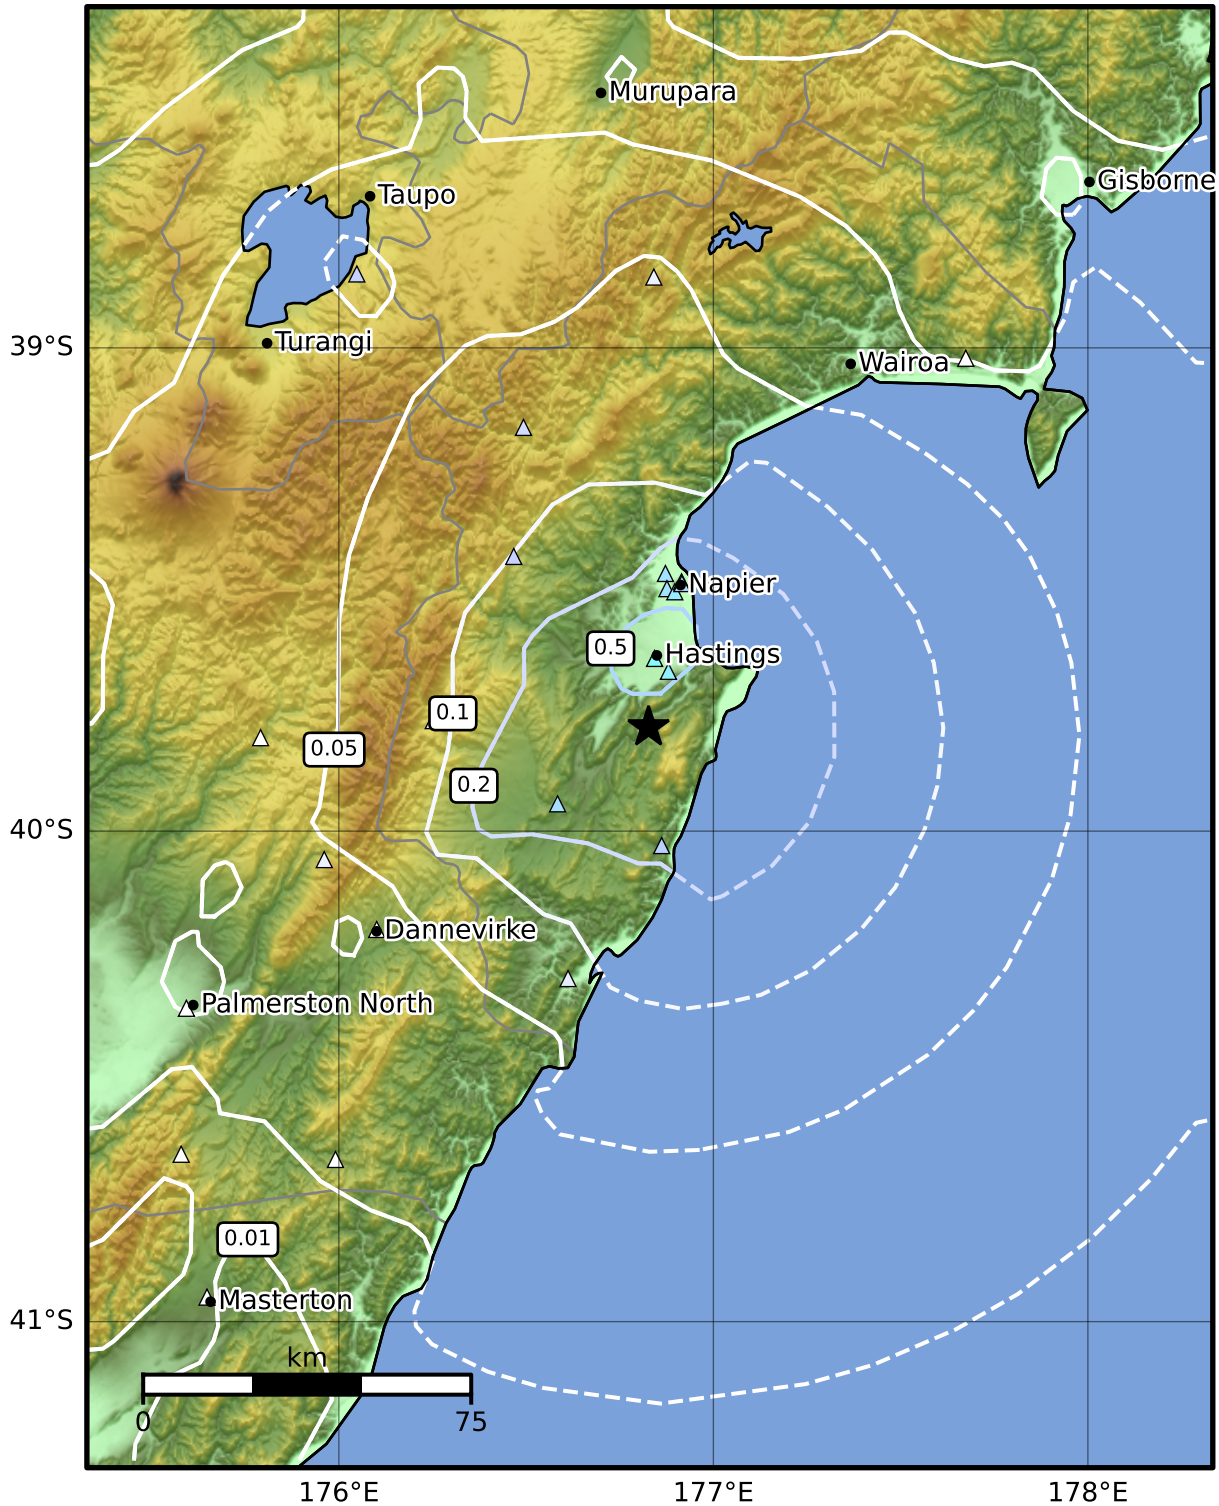 Murupara
Gisborne
Taupo
Turangi
39°S
Wairoa
Napier
0.5
Hastings
0.1
0.05
0.2
40°S
Dannevirke
Palmerston North
0.01
Masterton
41°S
km
0 75
176°E 177°E 178°E